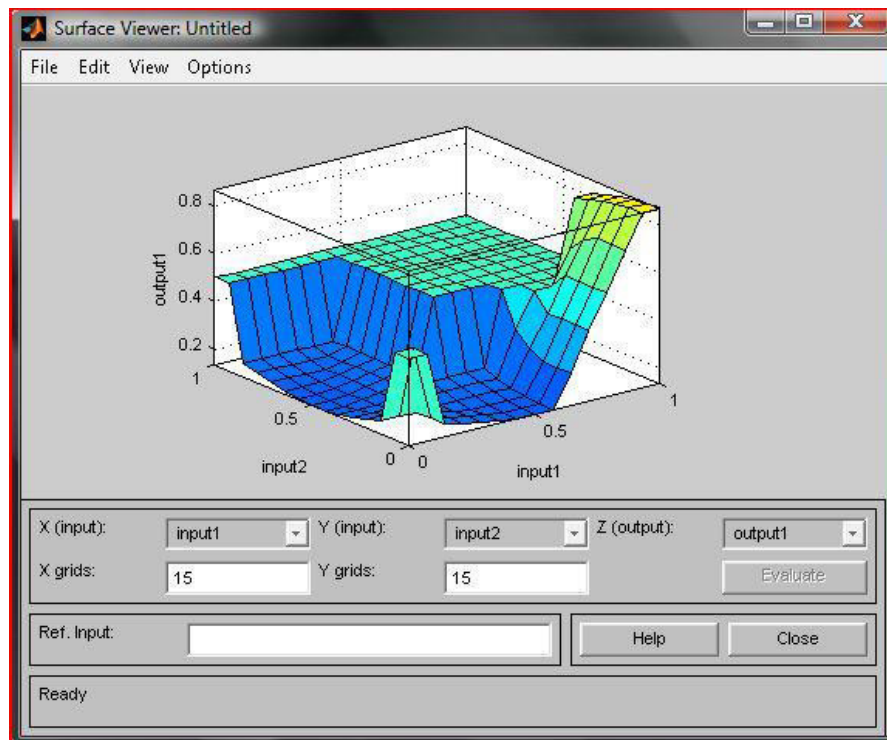 Surface Viewer: Untitled
File Edit View Options
0.8
0.6
0.4
0.2
output1
1
0.5
0
input2
0
0.5
1
input1
X (input):
input1
Y (input):
input2
Z (output):
output1
X grids:
15
Y grids:
15
Evaluate
Ref. Input:
Help
Close
Ready